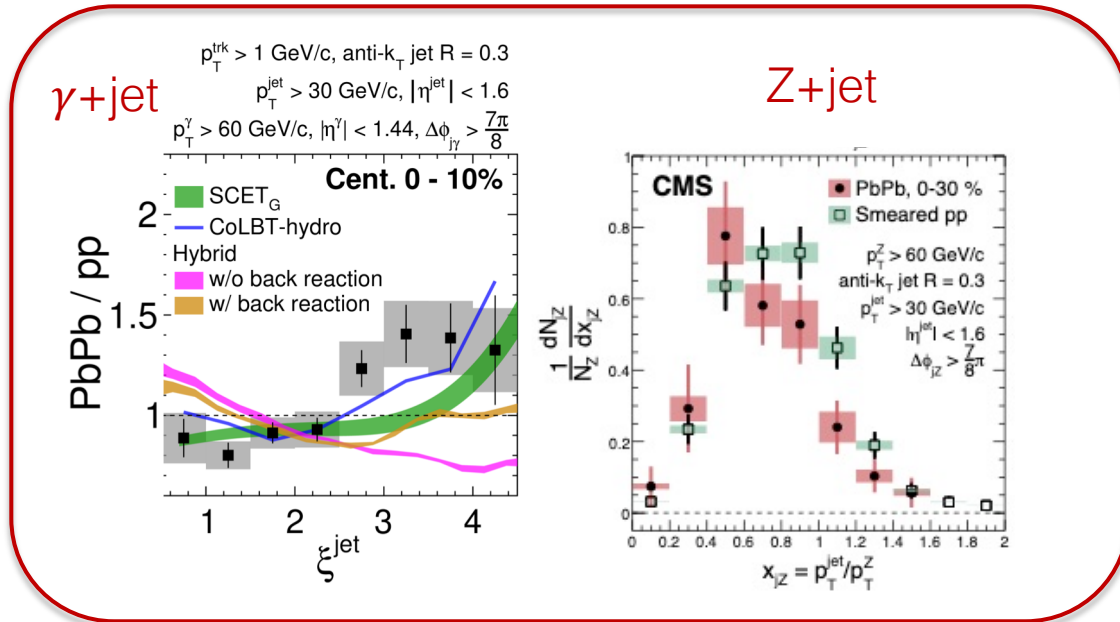 γ+jet
p_T^trk > 1 GeV/c, anti-k_T jet R = 0.3
p_T^jet > 30 GeV/c, |η^jet| < 1.6
p_T^γ > 60 GeV/c, |η^γ| < 1.44, Δϕ_jγ > 7π/8
Cent. 0 - 10%
SCET_G
CoLBT-hydro
Hybrid
w/o back reaction
w/ back reaction
PbPb / pp
2
1.5
1
1 2 3 4
ξ^jet
Z+jet
CMS
PbPb, 0-30 %
Smeared pp
p_T^Z > 60 GeV/c
anti-k_T jet R = 0.3
p_T^jet > 30 GeV/c
|η^jet| < 1.6
Δϕ_jZ > 7/8 π
1/N_Z dN_jZ/dx_jZ
1
0.8
0.6
0.4
0.2
0
0 0.2 0.4 0.6 0.8 1 1.2 1.4 1.6 1.8 2
x_jZ = p_T^jet/p_T^Z